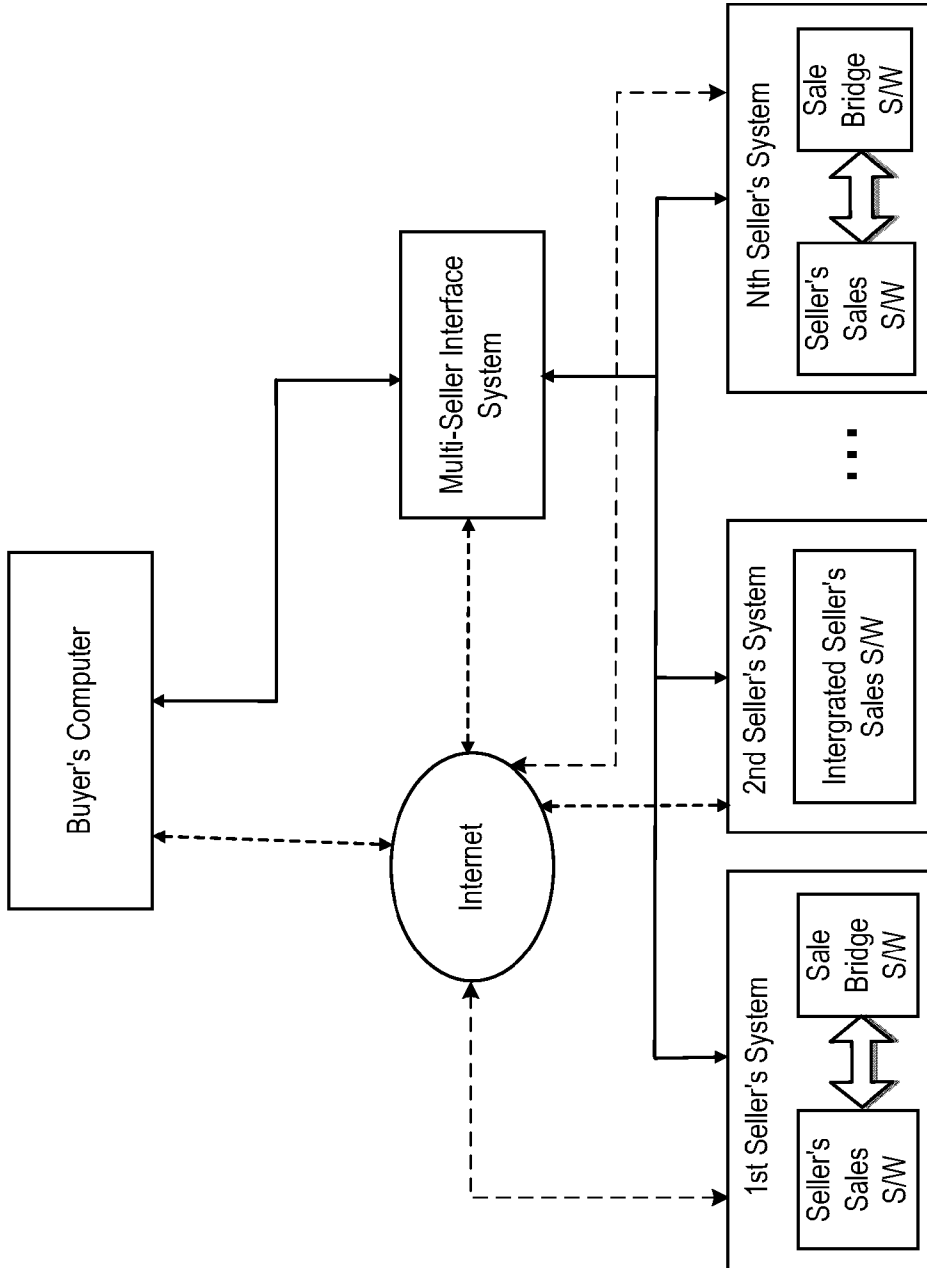 Buyer's Computer
Multi-Seller Interface
System
Internet
1st Seller's System
Seller's
Sales
S/W
Sale
Bridge
S/W
2nd Seller's System
Intergrated Seller's
Sales S/W
...
Nth Seller's System
Seller's
Sales
S/W
Sale
Bridge
S/W